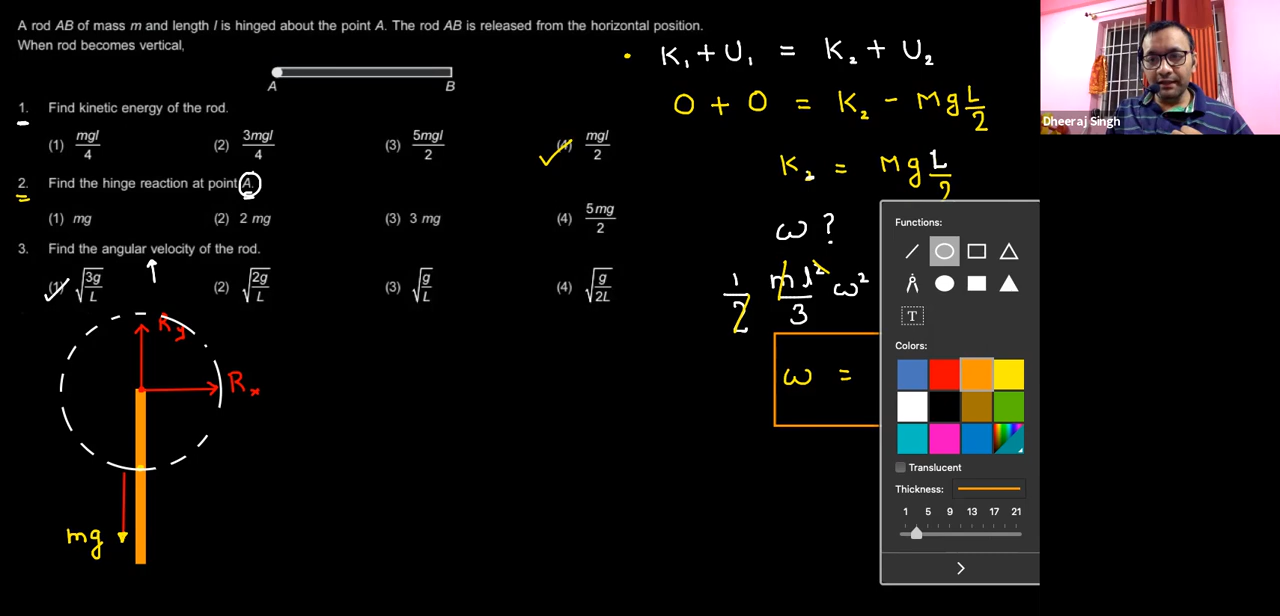 A rod AB of mass m and length l is hinged about the point A. The rod AB is released from the horizontal position.
When rod becomes vertical,
A B
1. Find kinetic energy of the rod.
(1) mgl/4 (2) 3mgl/4 (3) 5mgl/2 (4) mgl/2
2. Find the hinge reaction at point A.
(1) mg (2) 2 mg (3) 3 mg (4) 5mg/2
3. Find the angular velocity of the rod.
(1) √(3g/L) (2) √(2g/L) (3) √(g/L) (4) √(g/2L)
Ry
Rx
mg
K₁ + U₁ = K₂ + U₂
0 + 0 = K₂ - Mg L/2
K₂ = Mg L/2
ω ?
1/2 ml²/3 ω²
ω =
Dheeraj Singh
Functions:
T
Colors:
Translucent
Thickness:
1 5 9 13 17 21